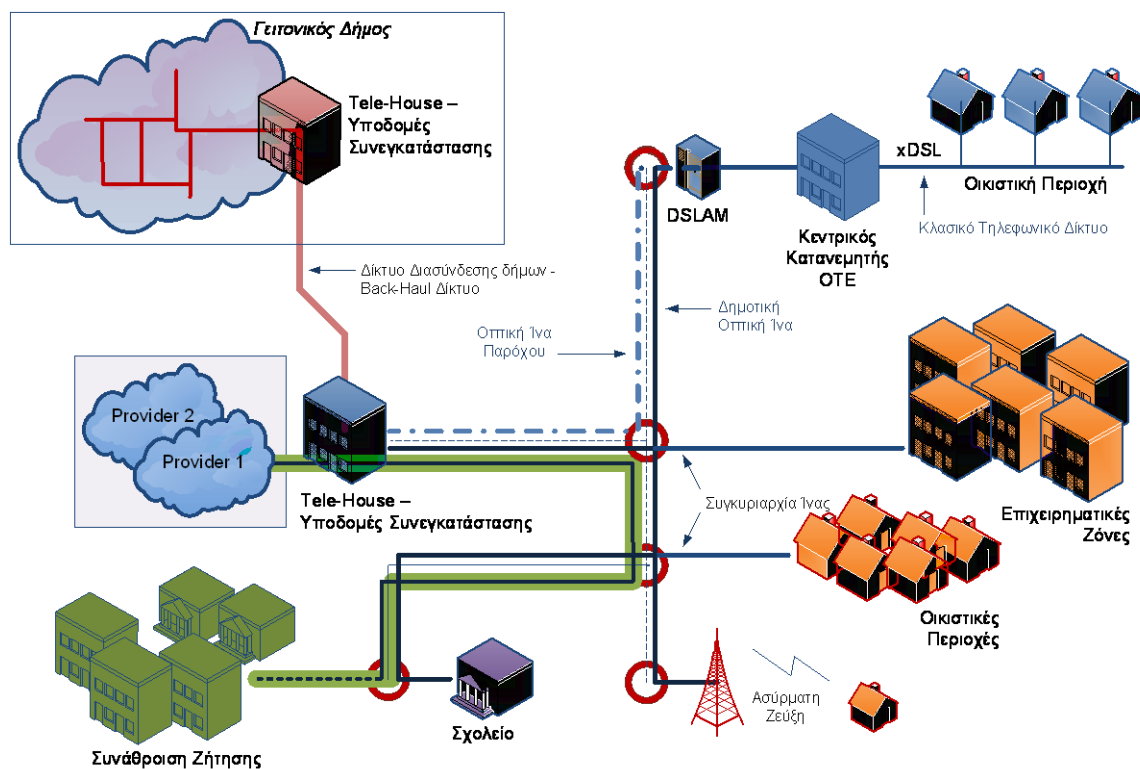 Γειτονικός Δήμος
Tele-House –
Υποδομές
Συνεγκατάστασης
DSLAM
xDSL
Οικιστική Περιοχή
Κλασικό Τηλεφωνικό Δίκτυο
Κεντρικός
Κατανεμητής
ΟΤΕ
Δίκτυο Διασύνδεσης δήμων -
Back-Haul Δίκτυο
Οπτική Ίνα
Παρόχου
Δημοτική
Οπτική Ίνα
Provider 2
Provider 1
Tele-House –
Υποδομές Συνεγκατάστασης
Συγκυριαρχία Ίνας
Επιχειρηματικές
Ζόνες
Οικιστικές
Περιοχές
Ασύρματη
Ζεύξη
Σχολείο
Συνάθροιση Ζήτησης